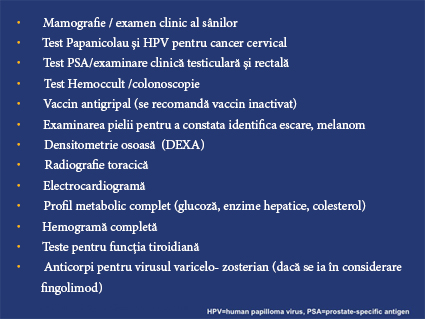 • Mamografie / examen clinic al sânilor
• Test Papanicolau și HPV pentru cancer cervical
• Test PSA/examinare clinică testiculară și rectală
• Test Hemoccult /colonoscopie
• Vaccin antigripal (se recomandă vaccin inactivat)
• Examinarea pielii pentru a constata identifica escare, melanom
• Densitometrie osoasă (DEXA)
• Radiografie toracică
• Electrocardiogramă
• Profil metabolic complet (glucoză, enzime hepatice, colesterol)
• Hemogramă completă
• Teste pentru funcția tiroidiană
• Anticorpi pentru virusul varicelo- zosterian (dacă se ia în considerare
fingolimod)
HPV=human papilloma virus, PSA=prostate-specific antigen